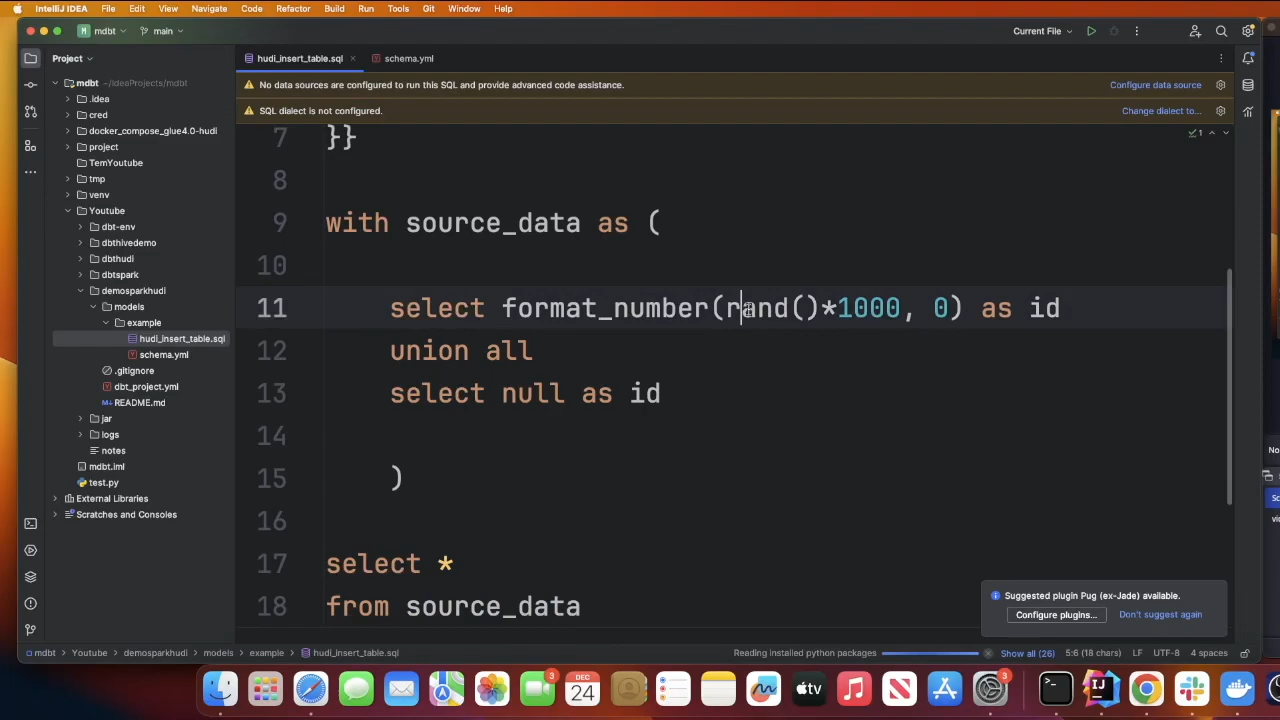 IntelliJ IDEA File Edit View Navigate Code Refactor Build Run Tools Git Window Help
M mdbt main Current File
Project hudi_insert_table.sql schema.yml
mdbt ~/IdeaProjects/mdbt
.idea
cred
docker_compose_glue4.0-hudi
project
TemYoutube
tmp
venv
Youtube
dbt-env
dbthivedemo
dbthudi
dbtspark
demosparkhudi
models
example
hudi_insert_table.sql
schema.yml
.gitignore
dbt_project.yml
README.md
jar
logs
notes
mdbt.iml
test.py
External Libraries
Scratches and Consoles
No data sources are configured to run this SQL and provide advanced code assistance. Configure data source
SQL dialect is not configured. Change dialect to...
1
7 }}
8
9 with source_data as (
10
11 select format_number(rand()*1000, 0) as id
12 union all
13 select null as id
14
15 )
16
17 select *
18 from source_data
Suggested plugin Pug (ex-Jade) available.
Configure plugins... Don't suggest again
mdbt Youtube demosparkhudi models example hudi_insert_table.sql Reading installed python packages Show all (26) 5:6 (18 chars) LF UTF-8 4 spaces
No
Sc
3
DEC
24
tv
3